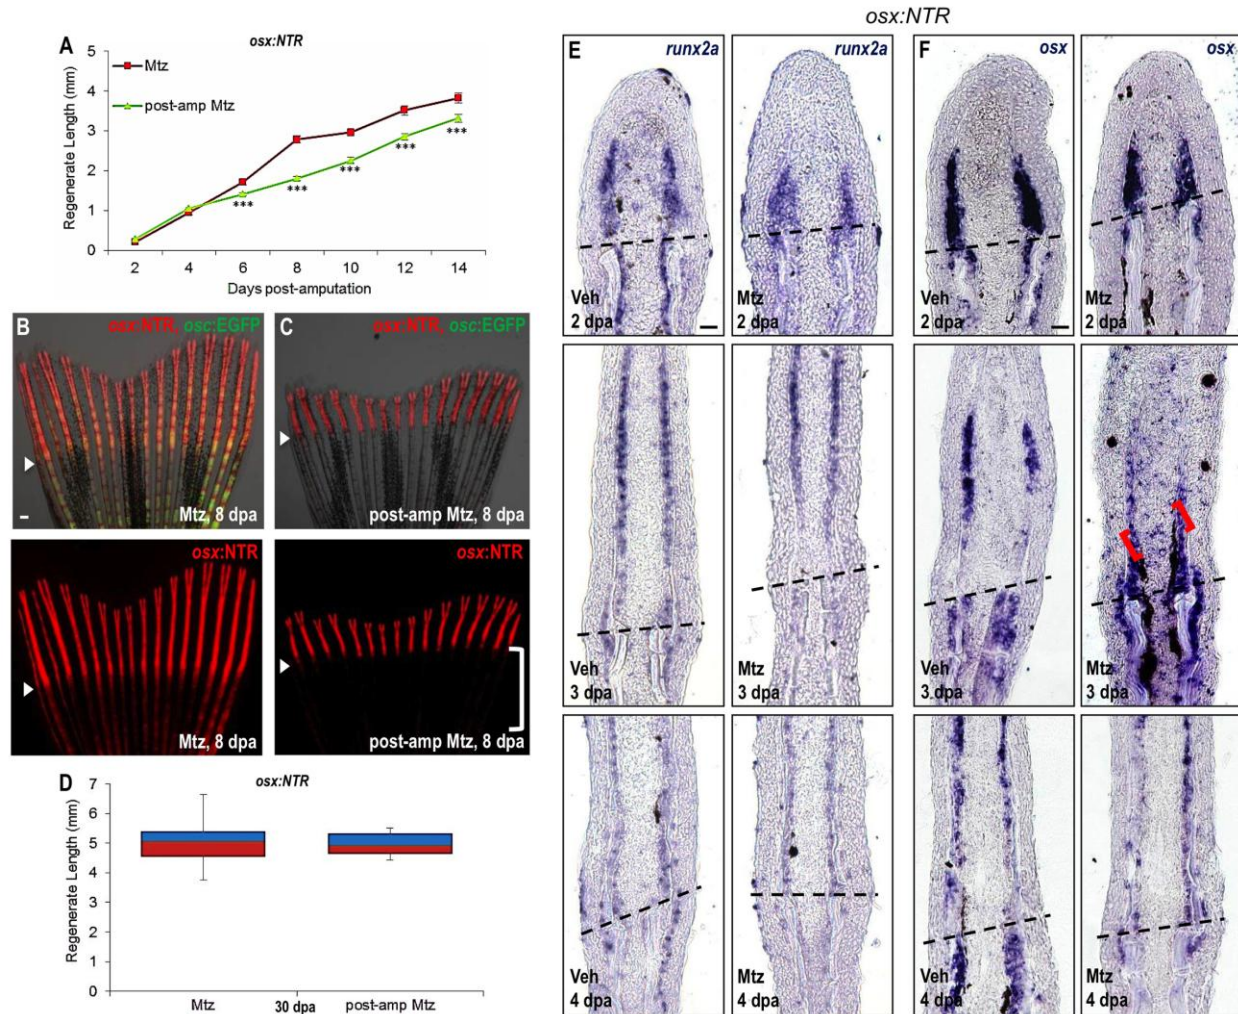 osx:NTR
A
osx:NTR
Mtz
post-amp Mtz
Regenerate Length (mm)
5
4
3
2
1
0
***
***
***
***
***
2 4 6 8 10 12 14
Days post-amputation
B
osx:NTR, osc:EGFP
Mtz, 8 dpa
C
osx:NTR, osc:EGFP
post-amp Mtz, 8 dpa
osx:NTR
Mtz, 8 dpa
osx:NTR
post-amp Mtz, 8 dpa
D
osx:NTR
Regenerate Length (mm)
7
6
5
4
3
2
1
0
Mtz 30 dpa post-amp Mtz
E
runx2a
Veh
2 dpa
runx2a
Mtz
2 dpa
Veh
3 dpa
Mtz
3 dpa
Veh
4 dpa
Mtz
4 dpa
F
osx
Veh
2 dpa
osx
Mtz
2 dpa
Veh
3 dpa
Mtz
3 dpa
Veh
4 dpa
Mtz
4 dpa